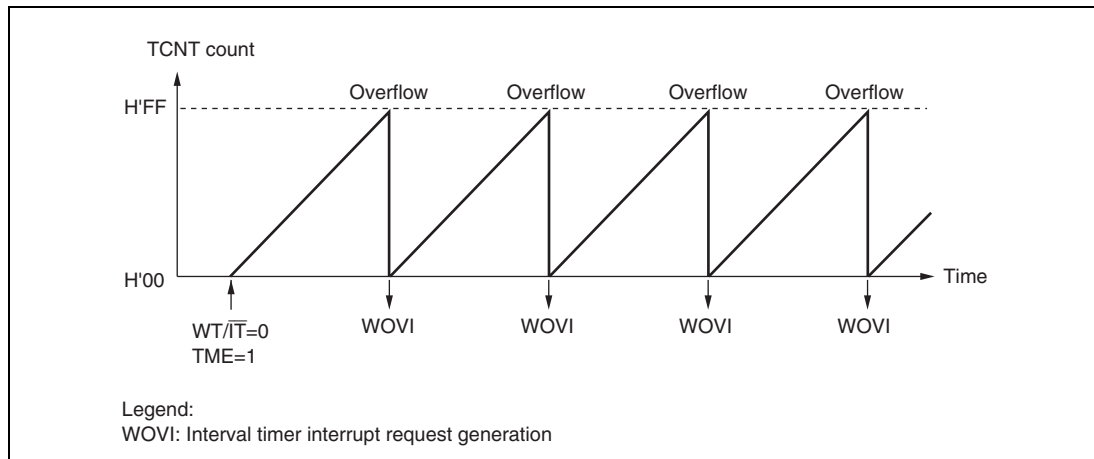 TCNT count
H'FF
Overflow Overflow Overflow Overflow
H'00
Time
WT/I̅T̅=0
TME=1
WOVI WOVI WOVI WOVI
Legend:
WOVI: Interval timer interrupt request generation